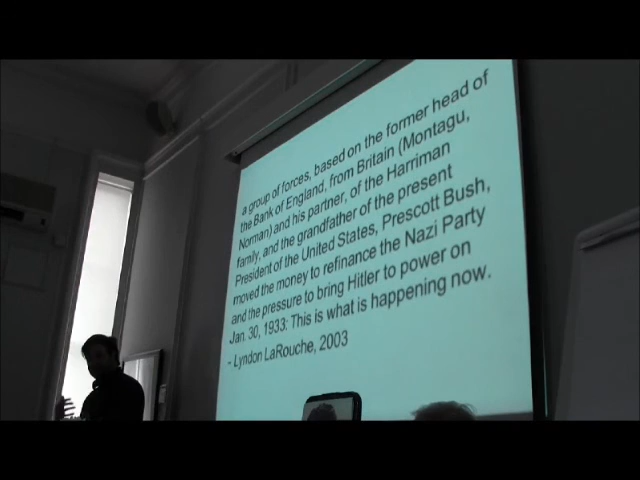 a group of forces, based on the former head of
the Bank of England, from Britain (Montagu,
Norman) and his partner, of the Harriman
family, and the grandfather of the present
President of the United States, Prescott Bush,
moved the money to refinance the Nazi Party
and the pressure to bring Hitler to power on
Jan. 30, 1933: This is what is happening now.
- Lyndon LaRouche, 2003